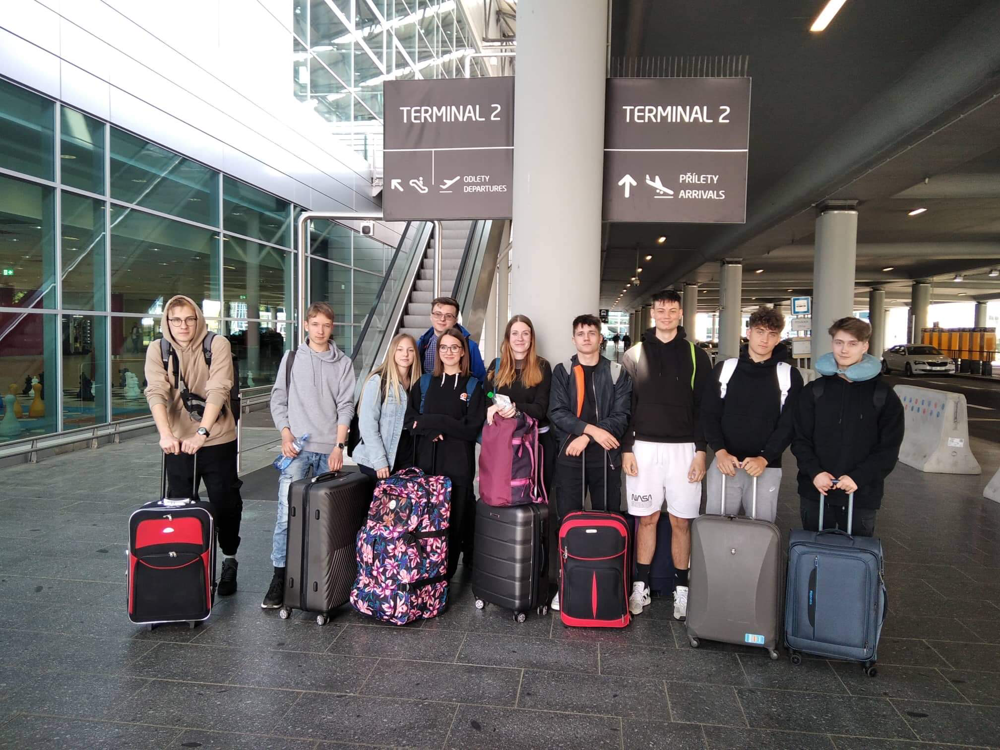 TERMINAL 2
ODLETY
DEPARTURES
TERMINAL 2
PŘÍLETY
ARRIVALS
NASA